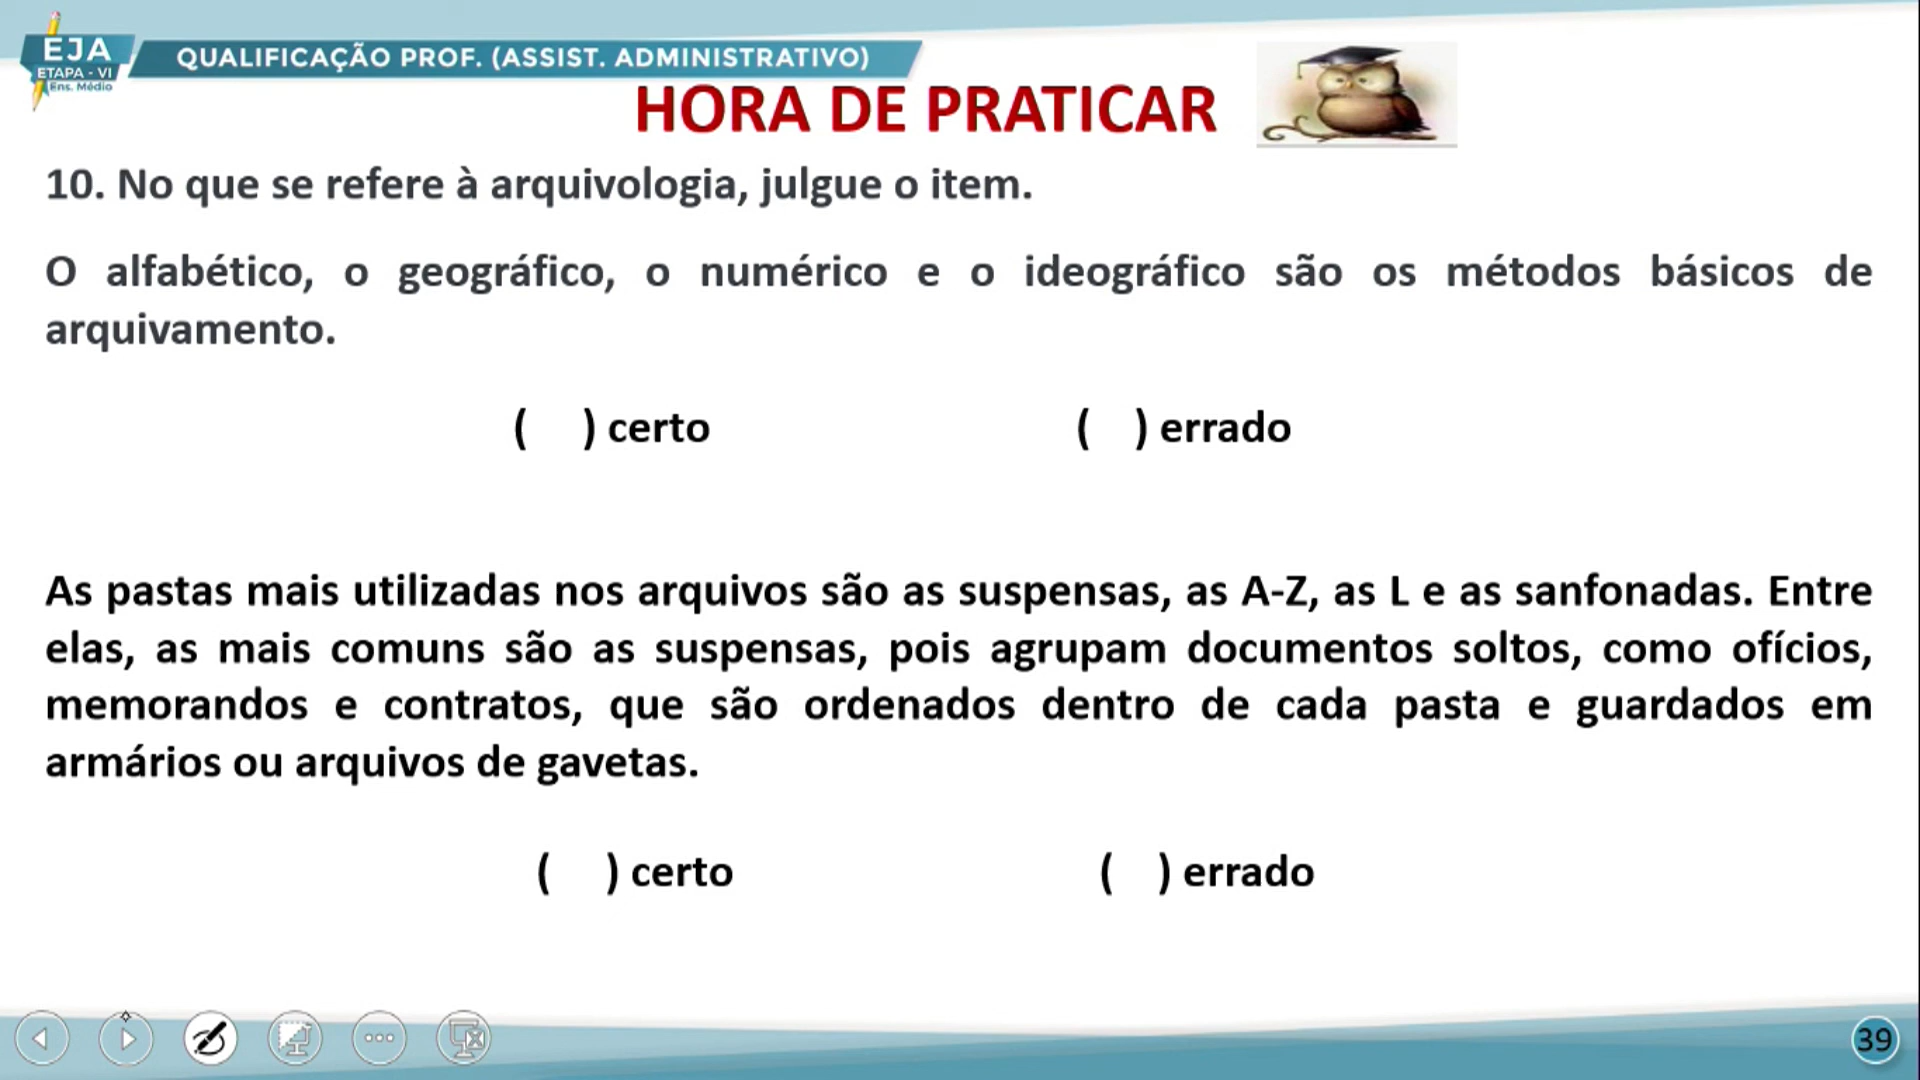 EJA
ETAPA - VI
Ens. Médio
QUALIFICAÇÃO PROF. (ASSIST. ADMINISTRATIVO)
HORA DE PRATICAR
10. No que se refere à arquivologia, julgue o item.
O alfabético, o geográfico, o numérico e o ideográfico são os métodos básicos de
arquivamento.
( ) certo ( ) errado
As pastas mais utilizadas nos arquivos são as suspensas, as A-Z, as L e as sanfonadas. Entre
elas, as mais comuns são as suspensas, pois agrupam documentos soltos, como ofícios,
memorandos e contratos, que são ordenados dentro de cada pasta e guardados em
armários ou arquivos de gavetas.
( ) certo ( ) errado
39